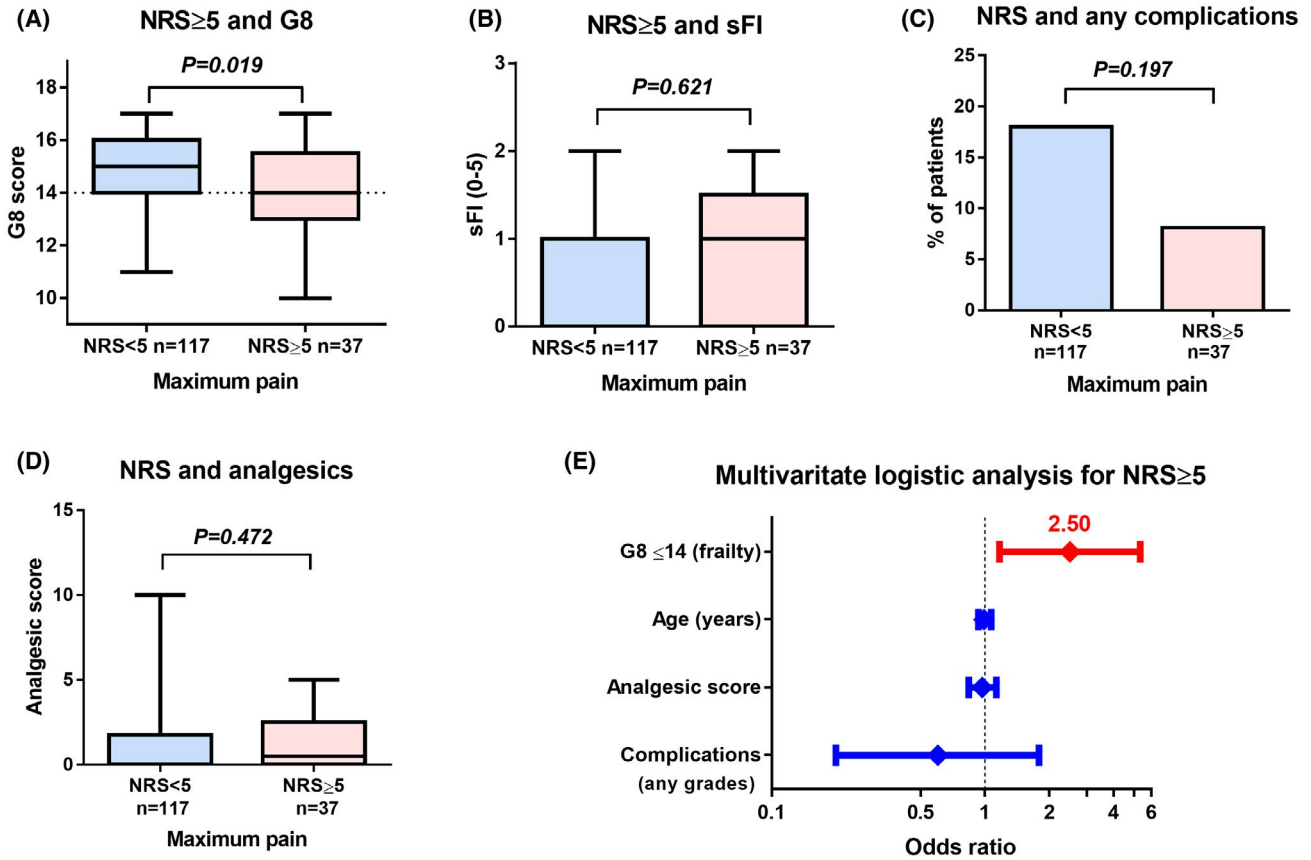 (A)
NRS≥5 and G8
P=0.019
G8 score
18
16
14
12
10
NRS<5 n=117 NRS≥5 n=37
Maximum pain
(B)
NRS≥5 and sFI
P=0.621
sFI (0-5)
3
2
1
0
NRS<5 n=117 NRS≥5 n=37
Maximum pain
(C)
NRS and any complications
P=0.197
% of patients
25
20
15
10
5
0
NRS<5 NRS≥5
n=117 n=37
Maximum pain
(D)
NRS and analgesics
P=0.472
Analgesic score
15
10
5
0
NRS<5 NRS≥5
n=117 n=37
Maximum pain
(E)
Multivaritate logistic analysis for NRS≥5
2.50
G8 ≤14 (frailty)
Age (years)
Analgesic score
Complications
(any grades)
0.1 0.5 1 2 4 6
Odds ratio